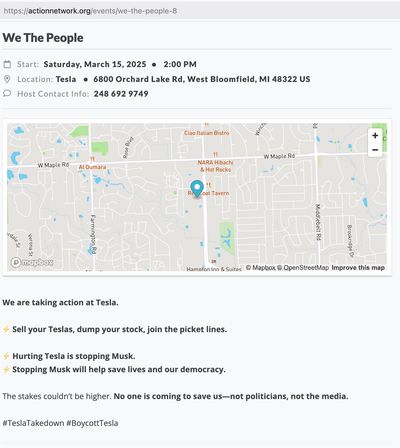 https://actionnetwork.org/events/we-the-people-8
We The People
Start: Saturday, March 15, 2025 • 2:00 PM
Location: Tesla • 6800 Orchard Lake Rd, West Bloomfield, MI 48322 US
Host Contact Info: 248 692 9749
Ciao Italian Bistro
Rose Blvd
W Maple Rd
W Maple Rd
Al Oumara
NARA Hibachi
& Hot Rocks
Tavern
Farmington Rd
Middlebelt Rd
Brookridge Dr
Hampton Inn & Suites
+
−
mapbox
© Mapbox © OpenStreetMap Improve this map
We are taking action at Tesla.
⚡ Sell your Teslas, dump your stock, join the picket lines.
⚡ Hurting Tesla is stopping Musk.
⚡ Stopping Musk will help save lives and our democracy.
The stakes couldn't be higher. No one is coming to save us—not politicians, not the media.
#TeslaTakedown #BoycottTesla